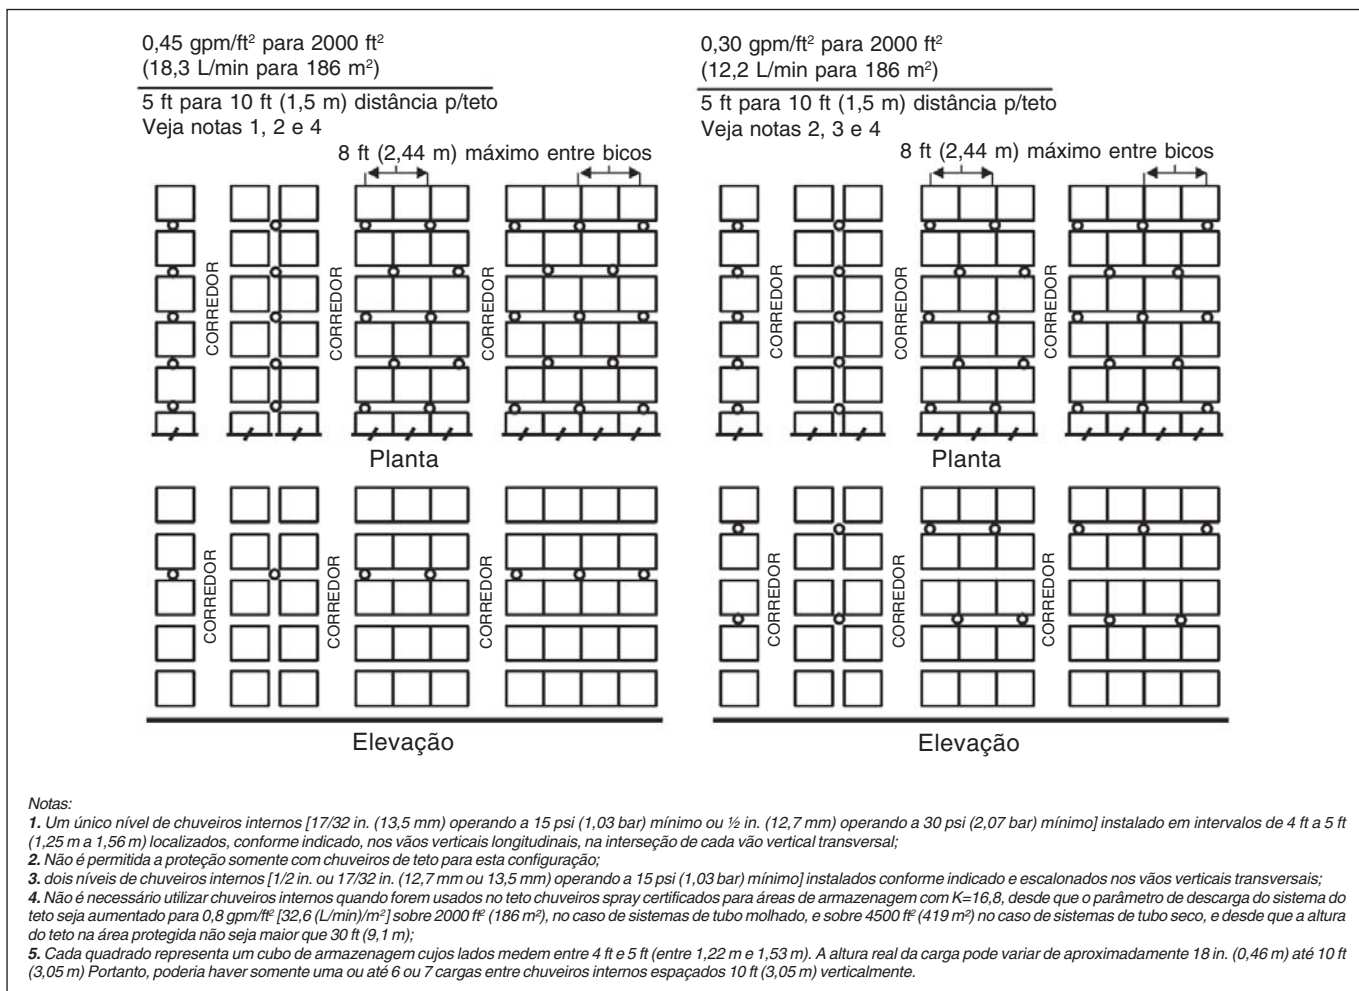 0,45 gpm/ft² para 2000 ft²
(18,3 L/min para 186 m²)
5 ft para 10 ft (1,5 m) distância p/teto
Veja notas 1, 2 e 4
8 ft (2,44 m) máximo entre bicos
CORREDOR
CORREDOR
CORREDOR
Planta
CORREDOR
CORREDOR
CORREDOR
Elevação
0,30 gpm/ft² para 2000 ft²
(12,2 L/min para 186 m²)
5 ft para 10 ft (1,5 m) distância p/teto
Veja notas 2, 3 e 4
8 ft (2,44 m) máximo entre bicos
CORREDOR
CORREDOR
CORREDOR
Planta
CORREDOR
CORREDOR
CORREDOR
Elevação
Notas:
1. Um único nível de chuveiros internos [17/32 in. (13,5 mm) operando a 15 psi (1,03 bar) mínimo ou ½ in. (12,7 mm) operando a 30 psi (2,07 bar) mínimo] instalado em intervalos de 4 ft a 5 ft
(1,25 m a 1,56 m) localizados, conforme indicado, nos vãos verticais longitudinais, na interseção de cada vão vertical transversal;
2. Não é permitida a proteção somente com chuveiros de teto para esta configuração;
3. dois níveis de chuveiros internos [1/2 in. ou 17/32 in. (12,7 mm ou 13,5 mm) operando a 15 psi (1,03 bar) mínimo] instalados conforme indicado e escalonados nos vãos verticais transversais;
4. Não é necessário utilizar chuveiros internos quando forem usados no teto chuveiros spray certificados para áreas de armazenagem com K=16,8, desde que o parâmetro de descarga do sistema do
teto seja aumentado para 0,8 gpm/ft² [32,6 (L/min)/m²] sobre 2000 ft² (186 m²), no caso de sistemas de tubo molhado, e sobre 4500 ft² (419 m²) no caso de sistemas de tubo seco, e desde que a altura
do teto na área protegida não seja maior que 30 ft (9,1 m);
5. Cada quadrado representa um cubo de armazenagem cujos lados medem entre 4 ft e 5 ft (entre 1,22 m e 1,53 m). A altura real da carga pode variar de aproximadamente 18 in. (0,46 m) até 10 ft
(3,05 m) Portanto, poderia haver somente uma ou até 6 ou 7 cargas entre chuveiros internos espaçados 10 ft (3,05 m) verticalmente.